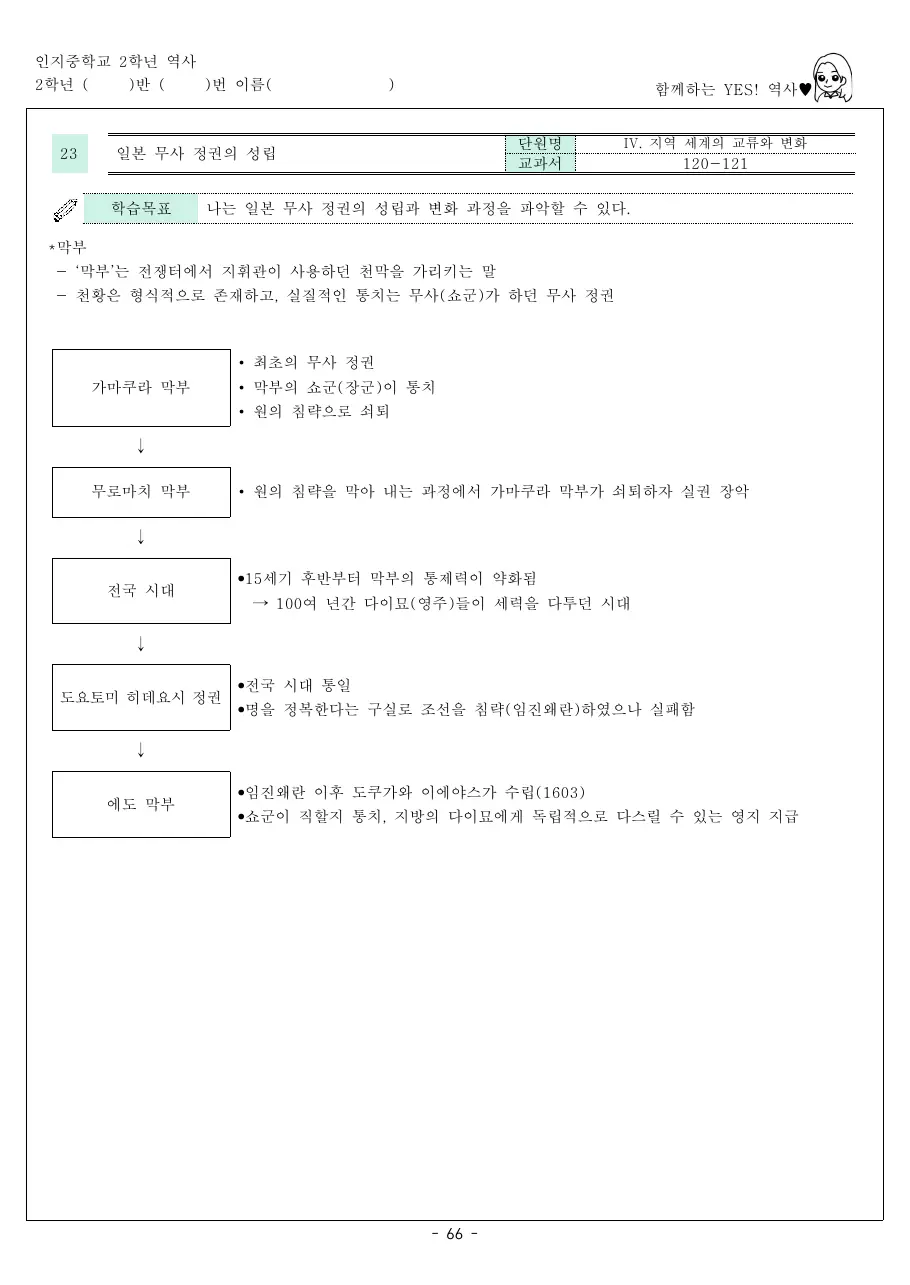 인지중학교 2학년 역사
2학년 (    )반 (    )번 이름(            )
함께하는 YES! 역사♥
23
일본 무사 정권의 성립
단원명
Ⅳ. 지역 세계의 교류와 변화
교과서
120-121
학습목표
나는 일본 무사 정권의 성립과 변화 과정을 파악할 수 있다.
*막부
- ‘막부’는 전쟁터에서 지휘관이 사용하던 천막을 가리키는 말
- 천황은 형식적으로 존재하고, 실질적인 통치는 무사(쇼군)가 하던 무사 정권
가마쿠라 막부
• 최초의 무사 정권
• 막부의 쇼군(장군)이 통치
• 원의 침략으로 쇠퇴
↓
무로마치 막부
• 원의 침략을 막아 내는 과정에서 가마쿠라 막부가 쇠퇴하자 실권 장악
↓
전국 시대
●15세기 후반부터 막부의 통제력이 약화됨
→ 100여 년간 다이묘(영주)들이 세력을 다투던 시대
↓
도요토미 히데요시 정권
●전국 시대 통일
●명을 정복한다는 구실로 조선을 침략(임진왜란)하였으나 실패함
↓
에도 막부
●임진왜란 이후 도쿠가와 이에야스가 수립(1603)
●쇼군이 직할지 통치, 지방의 다이묘에게 독립적으로 다스릴 수 있는 영지 지급
- 66 -